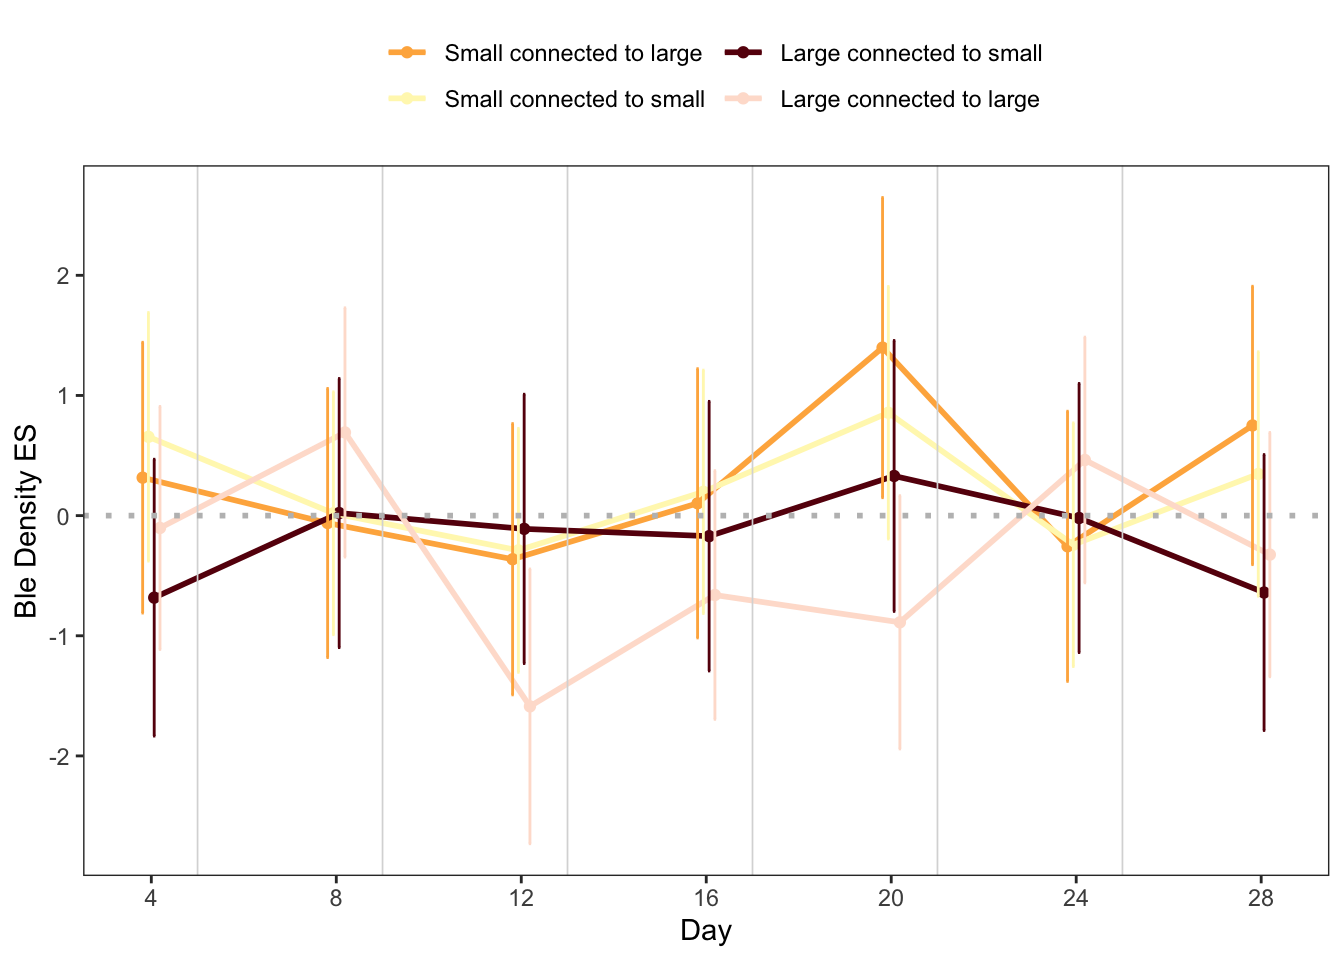 Small connected to large
Large connected to small
Small connected to small
Large connected to large
Ble Density ES
2
1
0
-1
-2
4
8
12
16
20
24
28
Day